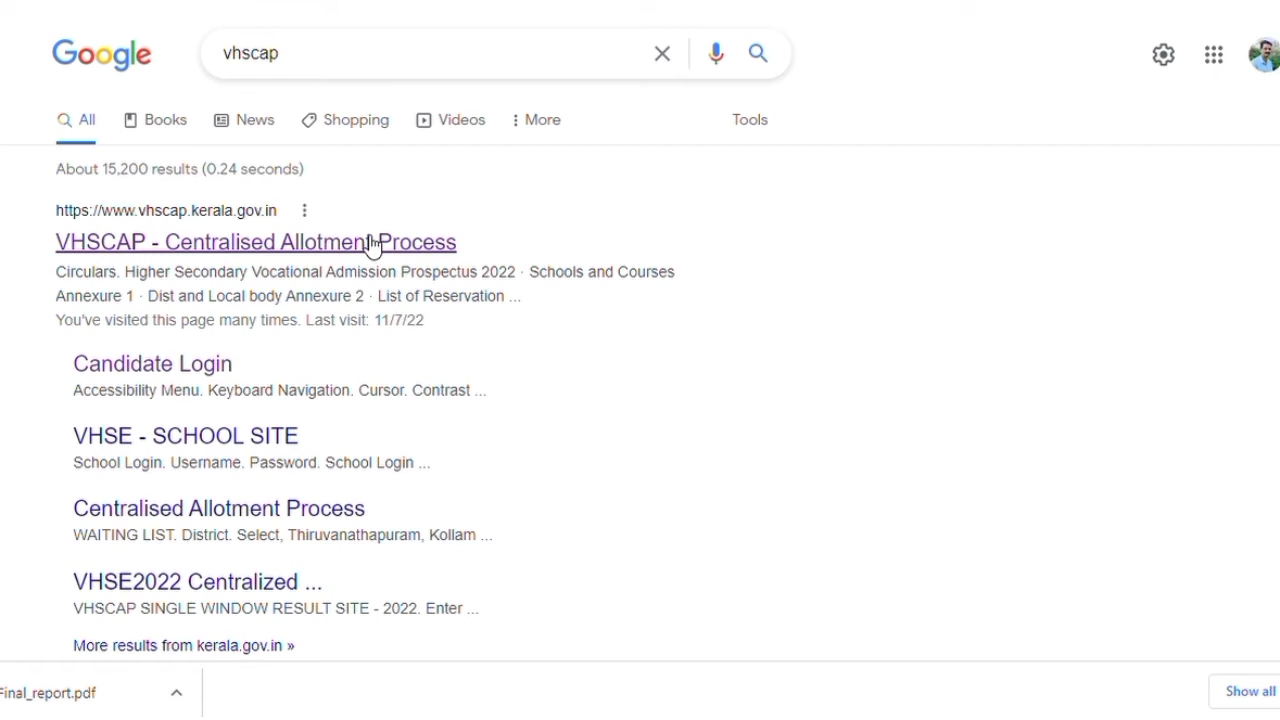 Google
vhscap
All
Books
News
Shopping
Videos
More
Tools
About 15,200 results (0.24 seconds)
https://www.vhscap.kerala.gov.in
VHSCAP - Centralised Allotment Process
Circulars. Higher Secondary Vocational Admission Prospectus 2022 · Schools and Courses
Annexure 1 · Dist and Local body Annexure 2 · List of Reservation ...
You've visited this page many times. Last visit: 11/7/22
Candidate Login
Accessibility Menu. Keyboard Navigation. Cursor. Contrast ...
VHSE - SCHOOL SITE
School Login. Username. Password. School Login ...
Centralised Allotment Process
WAITING LIST. District. Select, Thiruvanathapuram, Kollam ...
VHSE2022 Centralized ...
VHSCAP SINGLE WINDOW RESULT SITE - 2022. Enter ...
More results from kerala.gov.in »
Final_report.pdf
Show all